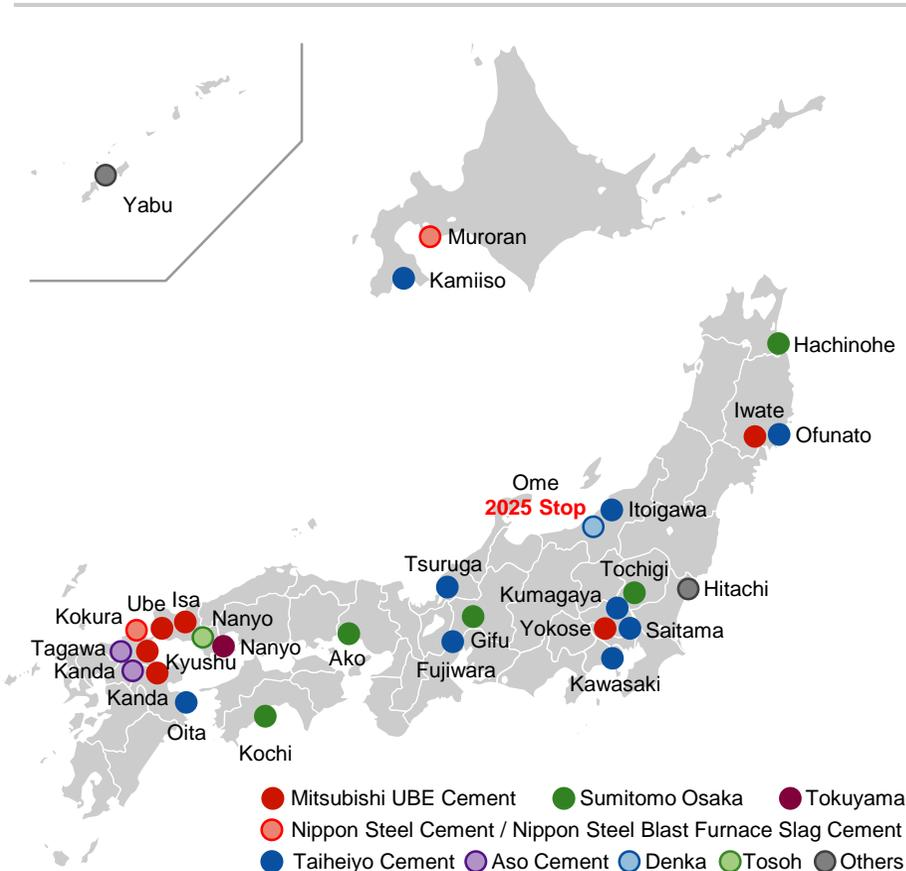 Yabu
Muroran
Kamiiso
Hachinohe
Iwate
Ofunato
Ome
2025 Stop
Itoigawa
Tsuruga
Tochigi
Hitachi
Kumagaya
Ube Isa
Kokura
Nanyo
Gifu
Yokose
Saitama
Tagawa
Nanyo
Ako
Kyushu
Kanda
Fujiwara
Kawasaki
Kanda
Oita
Kochi
Mitsubishi UBE Cement Sumitomo Osaka Tokuyama
Nippon Steel Cement / Nippon Steel Blast Furnace Slag Cement
Taiheiyo Cement Aso Cement Denka Tosoh Others